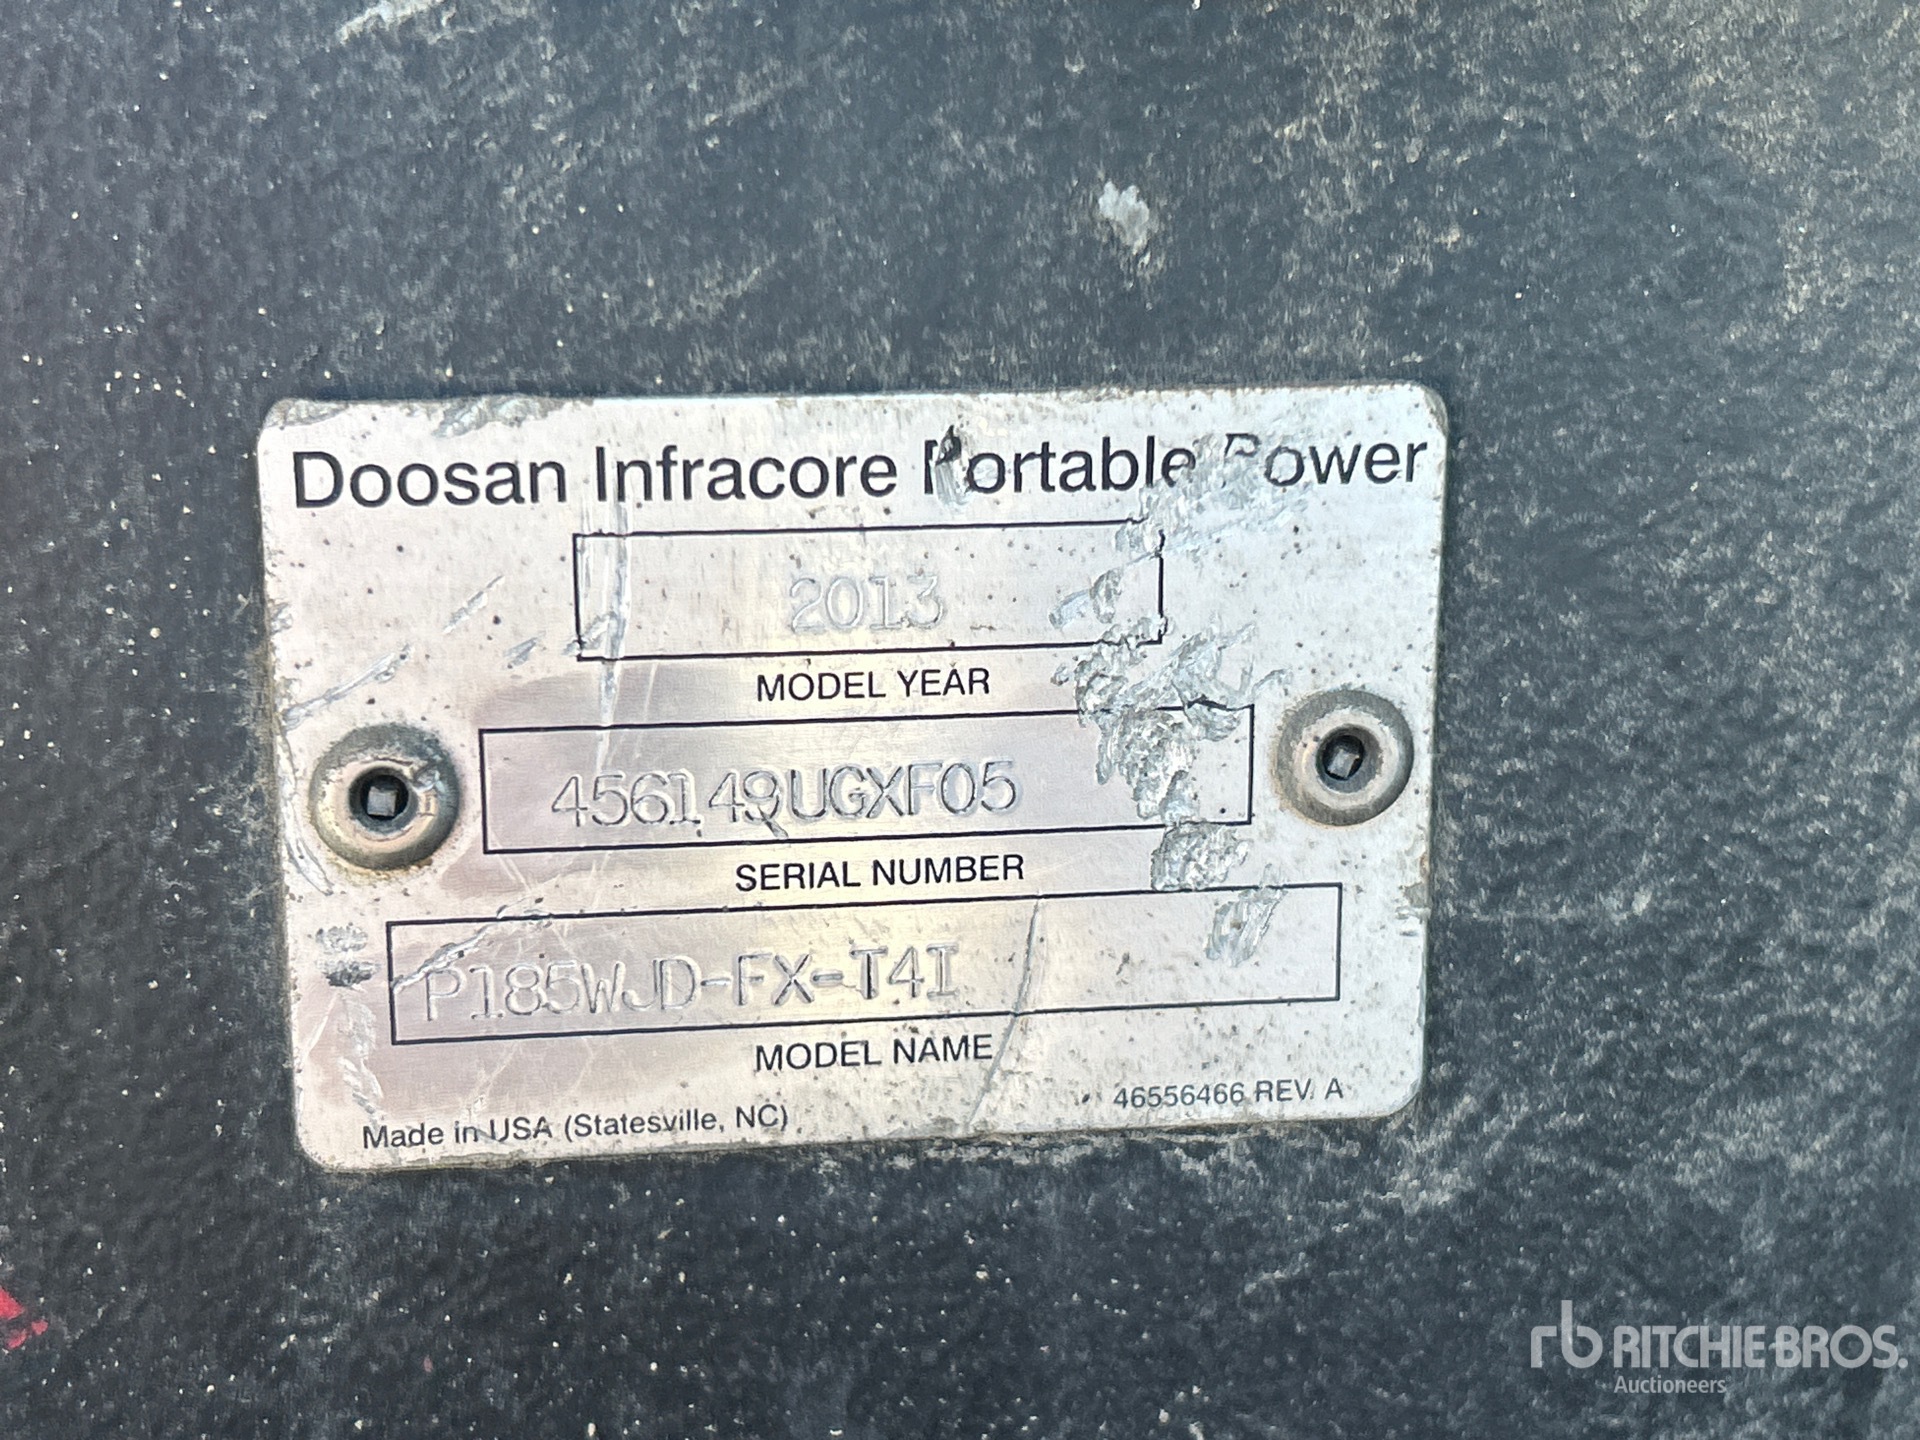 Doosan Infracore Portable Power
2013
MODEL YEAR
456149UGXF05
SERIAL NUMBER
P185WJD-FX-T4I
MODEL NAME
Made in USA (Statesville, NC)
46556466 REV. A
rb RITCHIE BROS.
Auctioneers